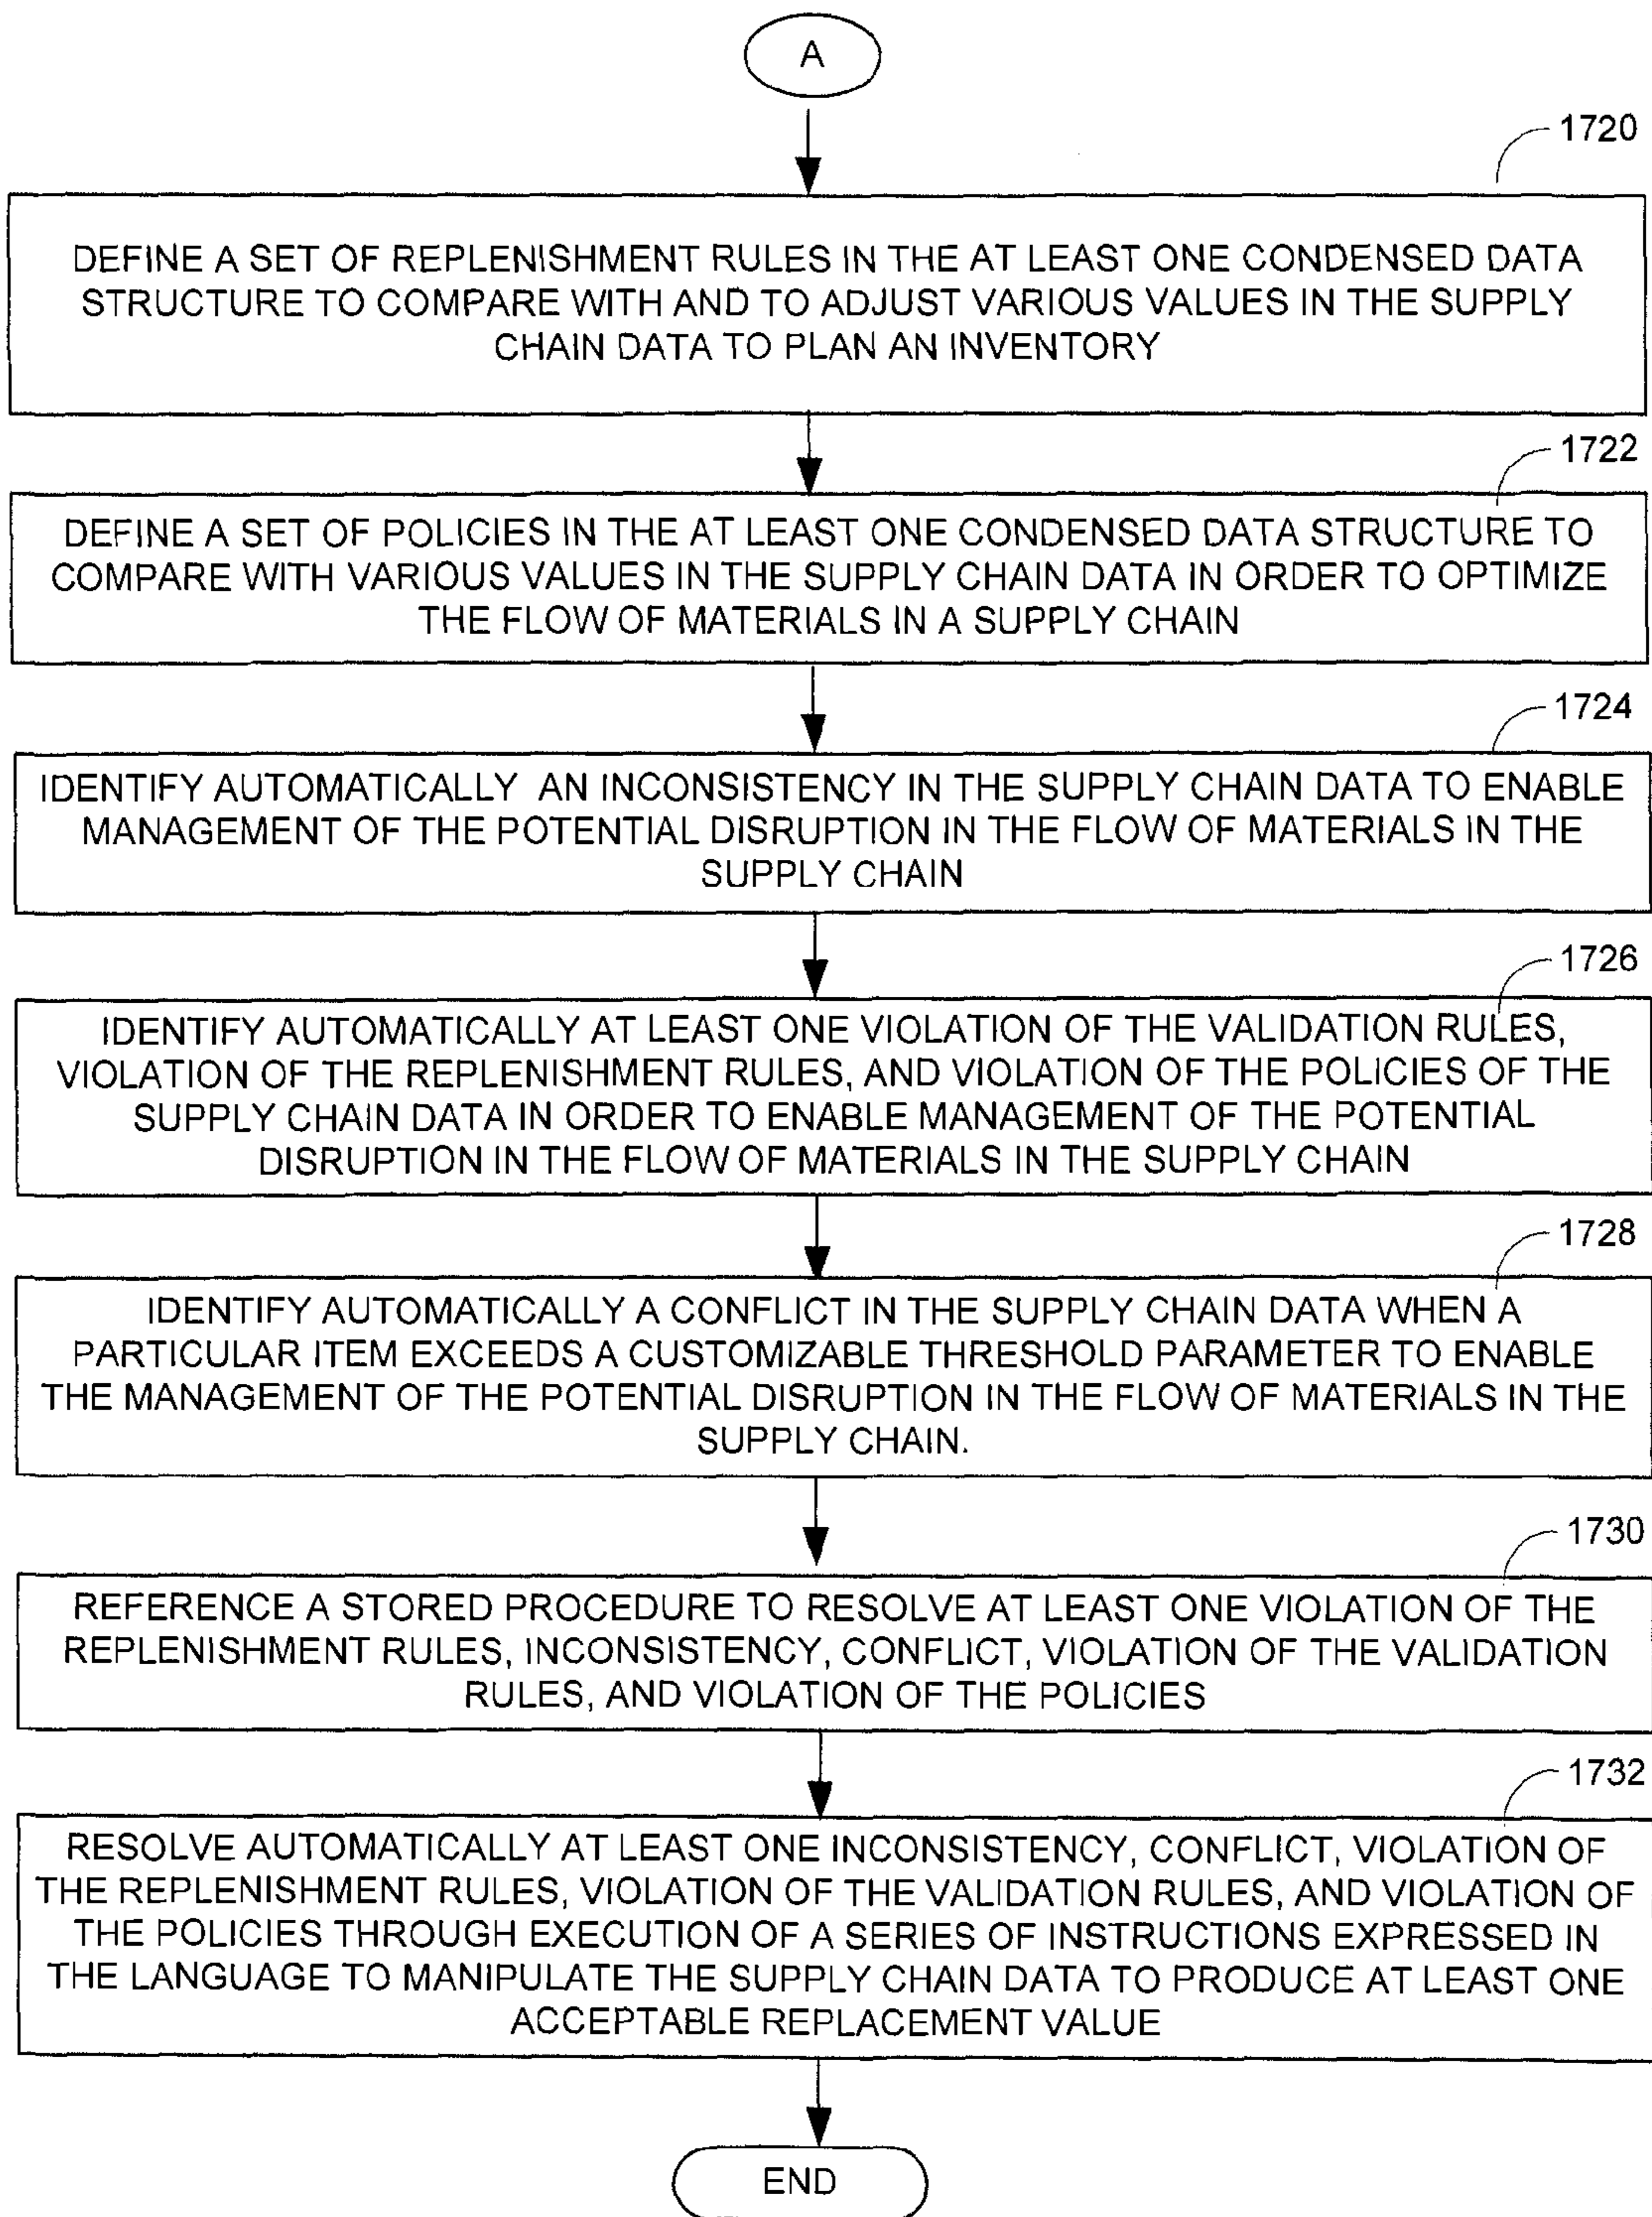 A
1720
DEFINE A SET OF REPLENISHMENT RULES IN THE AT LEAST ONE CONDENSED DATA
STRUCTURE TO COMPARE WITH AND TO ADJUST VARIOUS VALUES IN THE SUPPLY
CHAIN DATA TO PLAN AN INVENTORY
1722
DEFINE A SET OF POLICIES IN THE AT LEAST ONE CONDENSED DATA STRUCTURE TO
COMPARE WITH VARIOUS VALUES IN THE SUPPLY CHAIN DATA IN ORDER TO OPTIMIZE
THE FLOW OF MATERIALS IN A SUPPLY CHAIN
1724
IDENTIFY AUTOMATICALLY AN INCONSISTENCY IN THE SUPPLY CHAIN DATA TO ENABLE
MANAGEMENT OF THE POTENTIAL DISRUPTION IN THE FLOW OF MATERIALS IN THE
SUPPLY CHAIN
1726
IDENTIFY AUTOMATICALLY AT LEAST ONE VIOLATION OF THE VALIDATION RULES,
VIOLATION OF THE REPLENISHMENT RULES, AND VIOLATION OF THE POLICIES OF THE
SUPPLY CHAIN DATA IN ORDER TO ENABLE MANAGEMENT OF THE POTENTIAL
DISRUPTION IN THE FLOW OF MATERIALS IN THE SUPPLY CHAIN
1728
IDENTIFY AUTOMATICALLY A CONFLICT IN THE SUPPLY CHAIN DATA WHEN A
PARTICULAR ITEM EXCEEDS A CUSTOMIZABLE THRESHOLD PARAMETER TO ENABLE
THE MANAGEMENT OF THE POTENTIAL DISRUPTION IN THE FLOW OF MATERIALS IN THE
SUPPLY CHAIN.
1730
REFERENCE A STORED PROCEDURE TO RESOLVE AT LEAST ONE VIOLATION OF THE
REPLENISHMENT RULES, INCONSISTENCY, CONFLICT, VIOLATION OF THE VALIDATION
RULES, AND VIOLATION OF THE POLICIES
1732
RESOLVE AUTOMATICALLY AT LEAST ONE INCONSISTENCY, CONFLICT, VIOLATION OF
THE REPLENISHMENT RULES, VIOLATION OF THE VALIDATION RULES, AND VIOLATION OF
THE POLICIES THROUGH EXECUTION OF A SERIES OF INSTRUCTIONS EXPRESSED IN
THE LANGUAGE TO MANIPULATE THE SUPPLY CHAIN DATA TO PRODUCE AT LEAST ONE
ACCEPTABLE REPLACEMENT VALUE
END